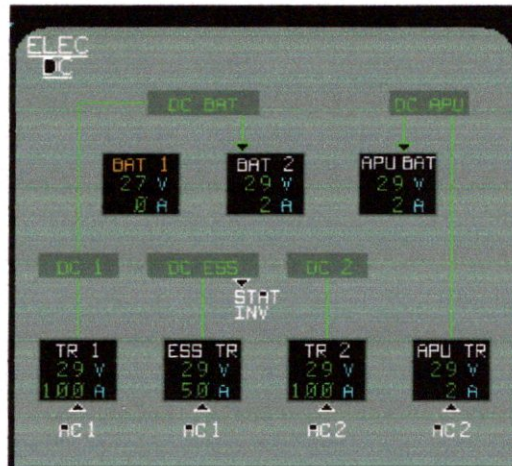 ELEC
DC
DC BAT
DC APU
BAT 1
27 V
0 A
BAT 2
29 V
2 A
APU BAT
29 V
2 A
DC 1
DC ESS
DC 2
STAT
INV
TR 1
29 V
100 A
ESS TR
29 V
50 A
TR 2
29 V
100 A
APU TR
29 V
2 A
AC 1
AC 1
AC 2
AC 2